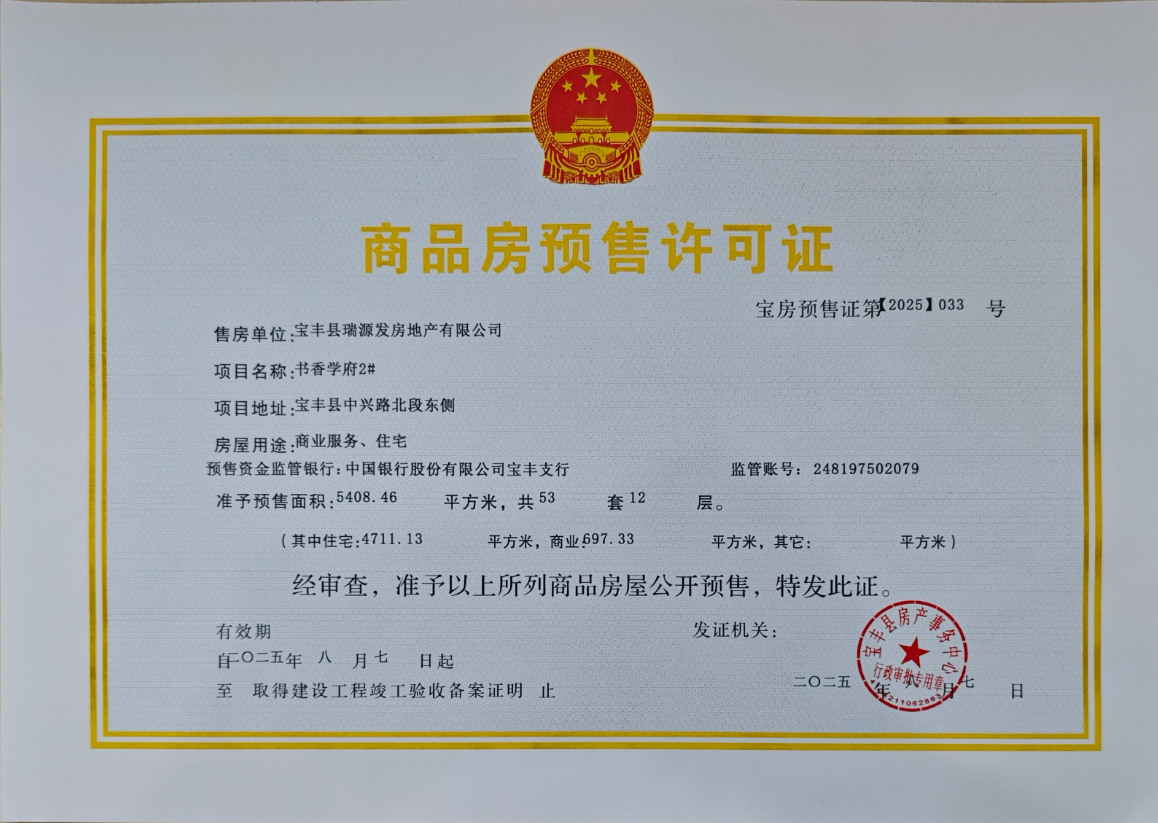 商品房预售许可证
宝房预售证第【2025】033 号
售房单位:宝丰县瑞源发房地产有限公司
项目名称:书香学府2#
项目地址:宝丰县中兴路北段东侧
房屋用途:商业服务、住宅
预售资金监管银行:中国银行股份有限公司宝丰支行 监管账号: 248197502079
准予预售面积:5408.46 平方米，共 53 套 12 层。
(其中住宅:4711.13 平方米，商业:697.33 平方米，其它: 平方米)
经审查，准予以上所列商品房屋公开预售，特发此证。
有效期
自二〇二五年 八 月 七 日起
至 取得建设工程竣工验收备案证明 止
发证机关:
宝丰县房产事务中心
行政审批专用章
二〇二五 年 八 月 七 日